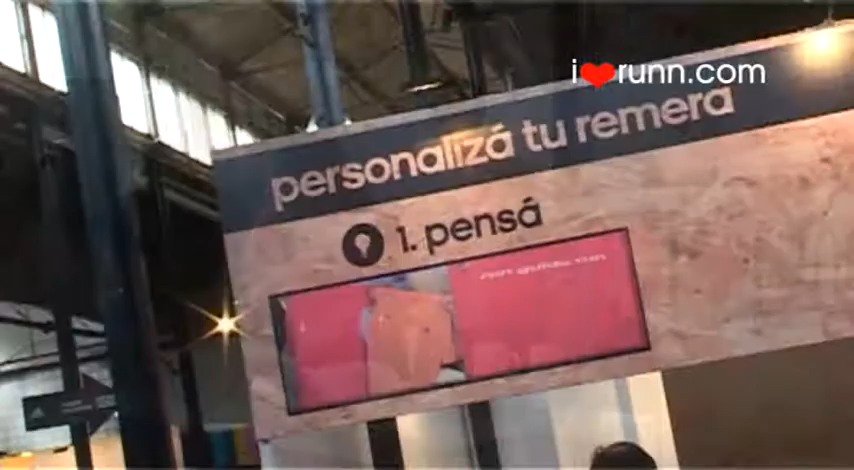 i❤runn.com
personalizá tu remera
1. pensá